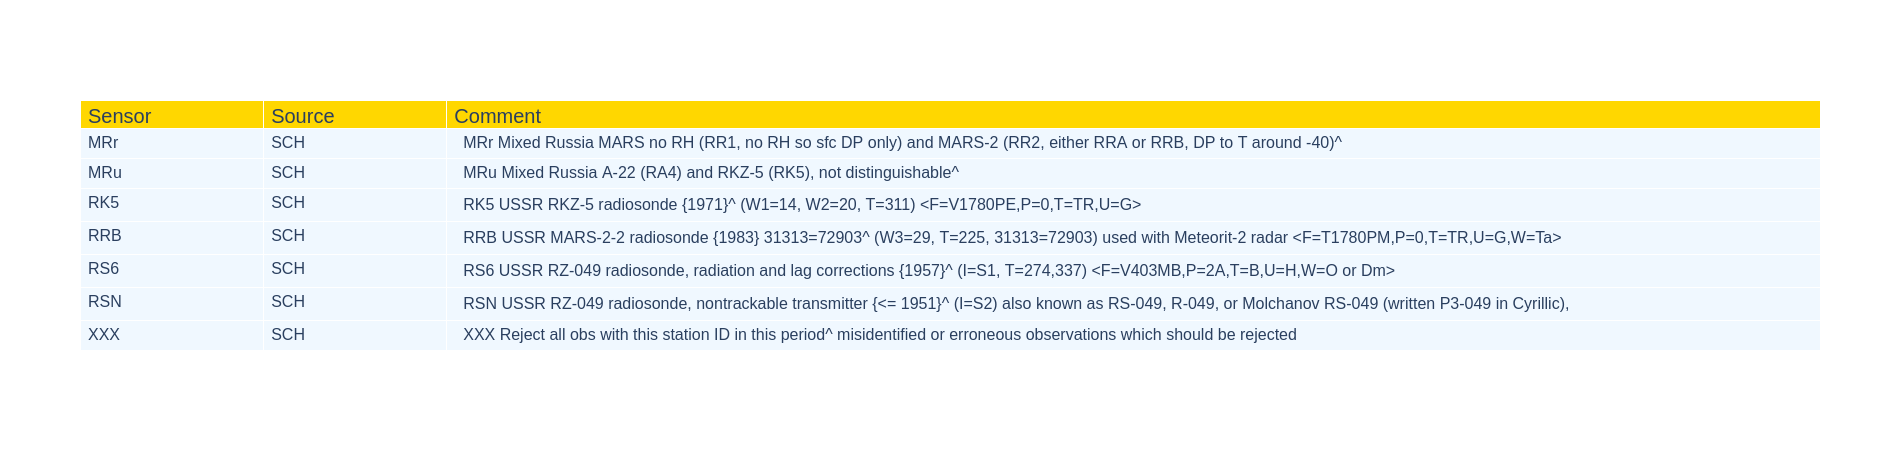 Sensor Source Comment
MRr SCH MRr Mixed Russia MARS no RH (RR1, no RH so sfc DP only) and MARS-2 (RR2, either RRA or RRB, DP to T around -40)^
MRu SCH MRu Mixed Russia A-22 (RA4) and RKZ-5 (RK5), not distinguishable^
RK5 SCH RK5 USSR RKZ-5 radiosonde {1971}^ (W1=14, W2=20, T=311) <F=V1780PE,P=0,T=TR,U=G>
RRB SCH RRB USSR MARS-2-2 radiosonde {1983} 31313=72903^ (W3=29, T=225, 31313=72903) used with Meteorit-2 radar <F=T1780PM,P=0,T=TR,U=G,W=Ta>
RS6 SCH RS6 USSR RZ-049 radiosonde, radiation and lag corrections {1957}^ (I=S1, T=274,337) <F=V403MB,P=2A,T=B,U=H,W=O or Dm>
RSN SCH RSN USSR RZ-049 radiosonde, nontrackable transmitter {<= 1951}^ (I=S2) also known as RS-049, R-049, or Molchanov RS-049 (written P3-049 in Cyrillic),
XXX SCH XXX Reject all obs with this station ID in this period^ misidentified or erroneous observations which should be rejected